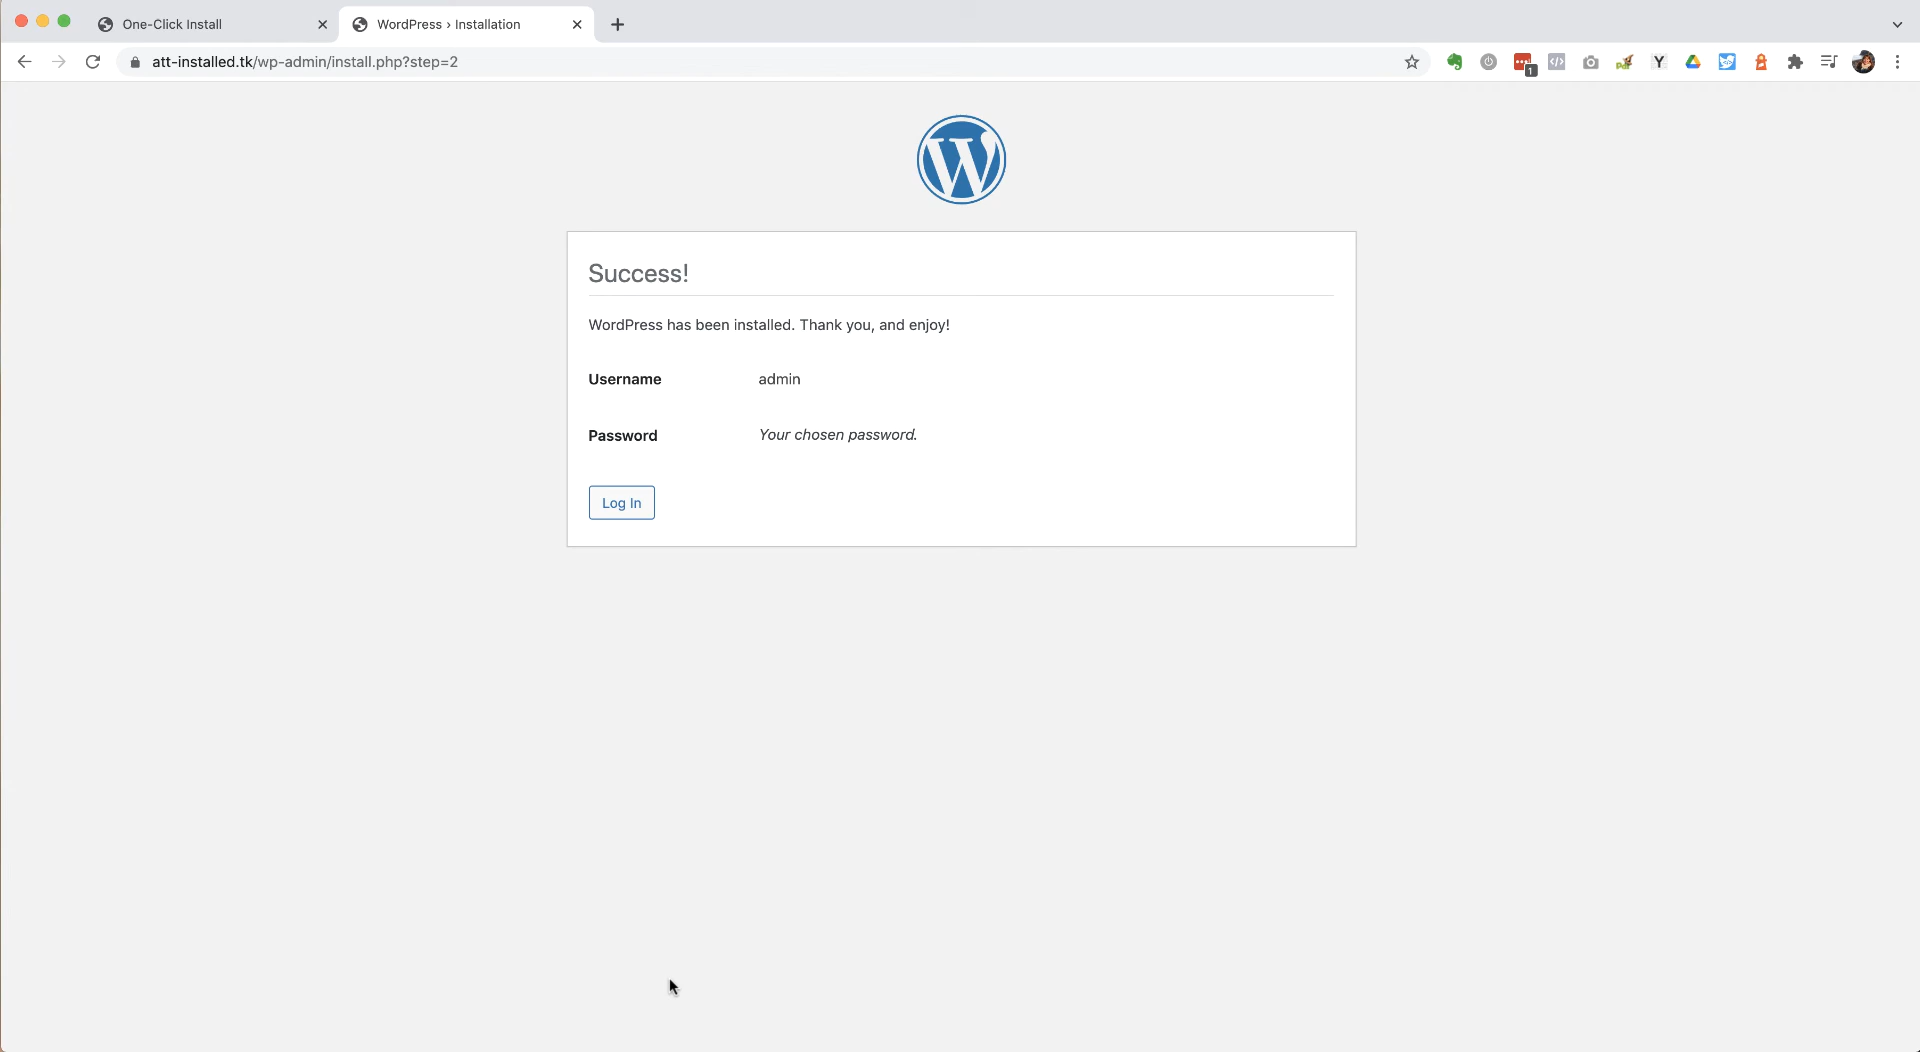 One-Click Install
WordPress › Installation
att-installed.tk/wp-admin/install.php?step=2
1
Y
Success!
WordPress has been installed. Thank you, and enjoy!
Username admin
Password Your chosen password.
Log In